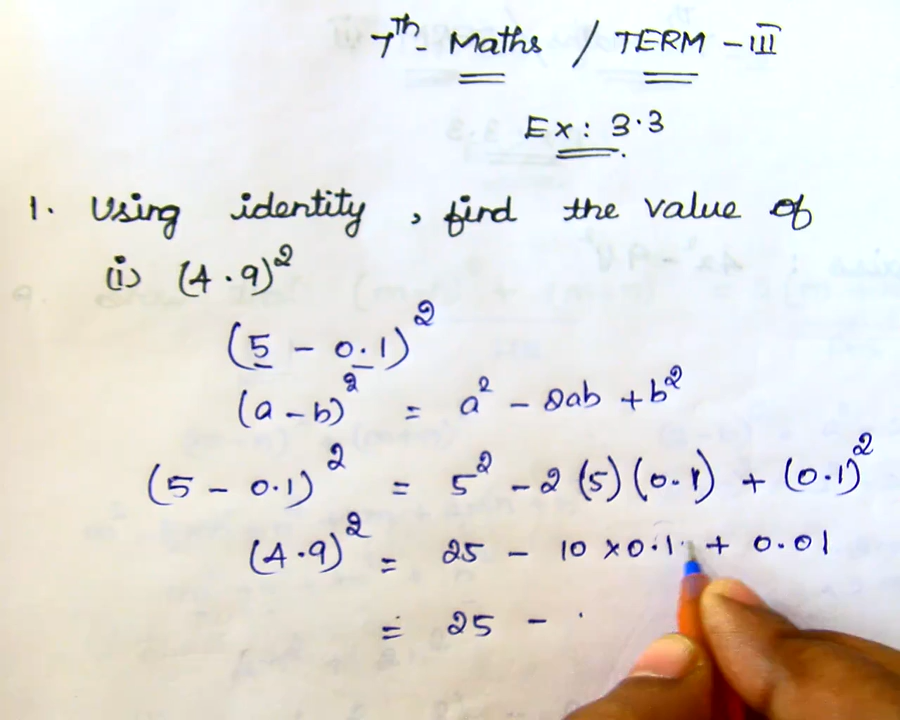 7th- Maths / TERM - III
Ex: 3.3
1. Using identity, find the value of
(i) (4.9)²
(5 - 0.1)²
(a - b)² = a² - 2ab + b²
(5 - 0.1)² = 5² - 2 (5) (0.1) + (0.1)²
(4.9)² = 25 - 10 × 0.1 + 0.01
= 25 -